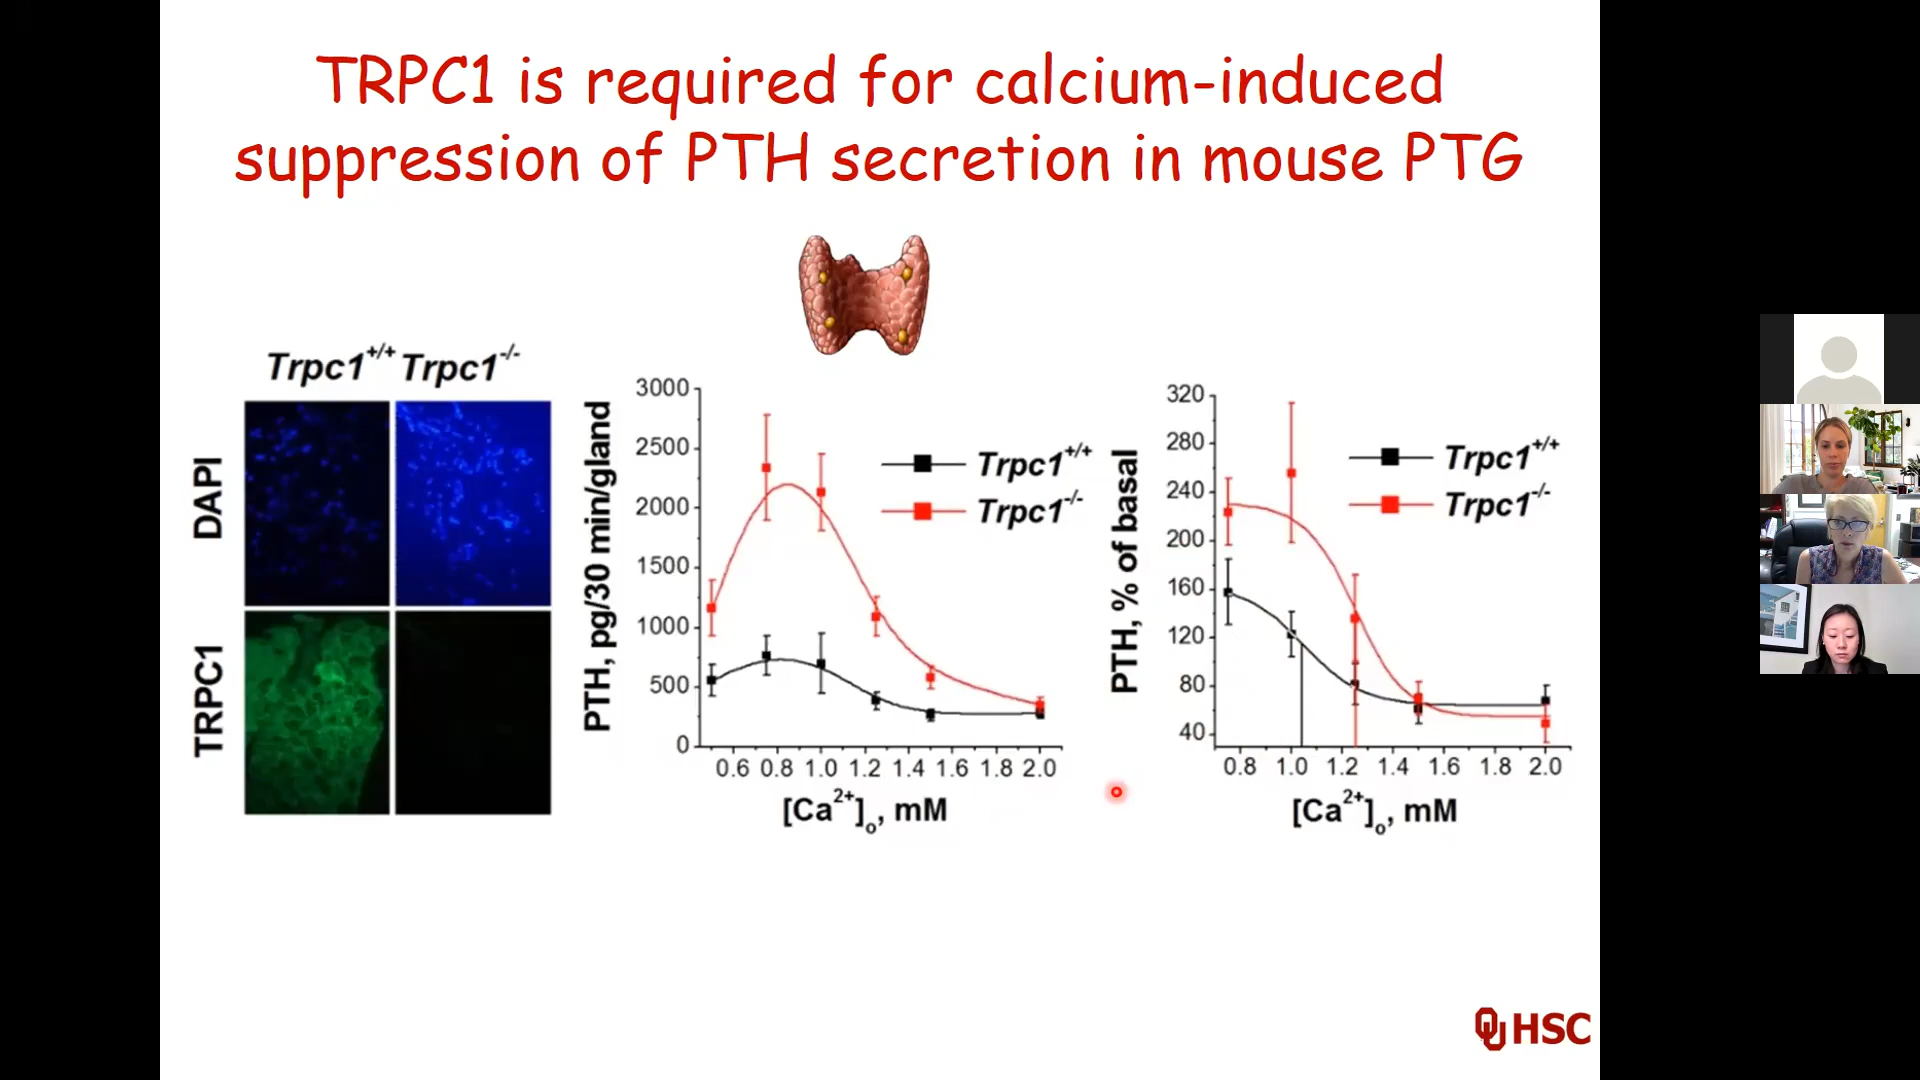 TRPC1 is required for calcium-induced
suppression of PTH secretion in mouse PTG
Trpc1+/+ Trpc1-/-
DAPI
TRPC1
PTH, pg/30 min/gland
3000
2500
2000
1500
1000
500
0
0.6 0.8 1.0 1.2 1.4 1.6 1.8 2.0
[Ca2+]o, mM
Trpc1+/+
Trpc1-/-
PTH, % of basal
320
280
240
200
160
120
80
40
0.8 1.0 1.2 1.4 1.6 1.8 2.0
[Ca2+]o, mM
Trpc1+/+
Trpc1-/-
OU HSC